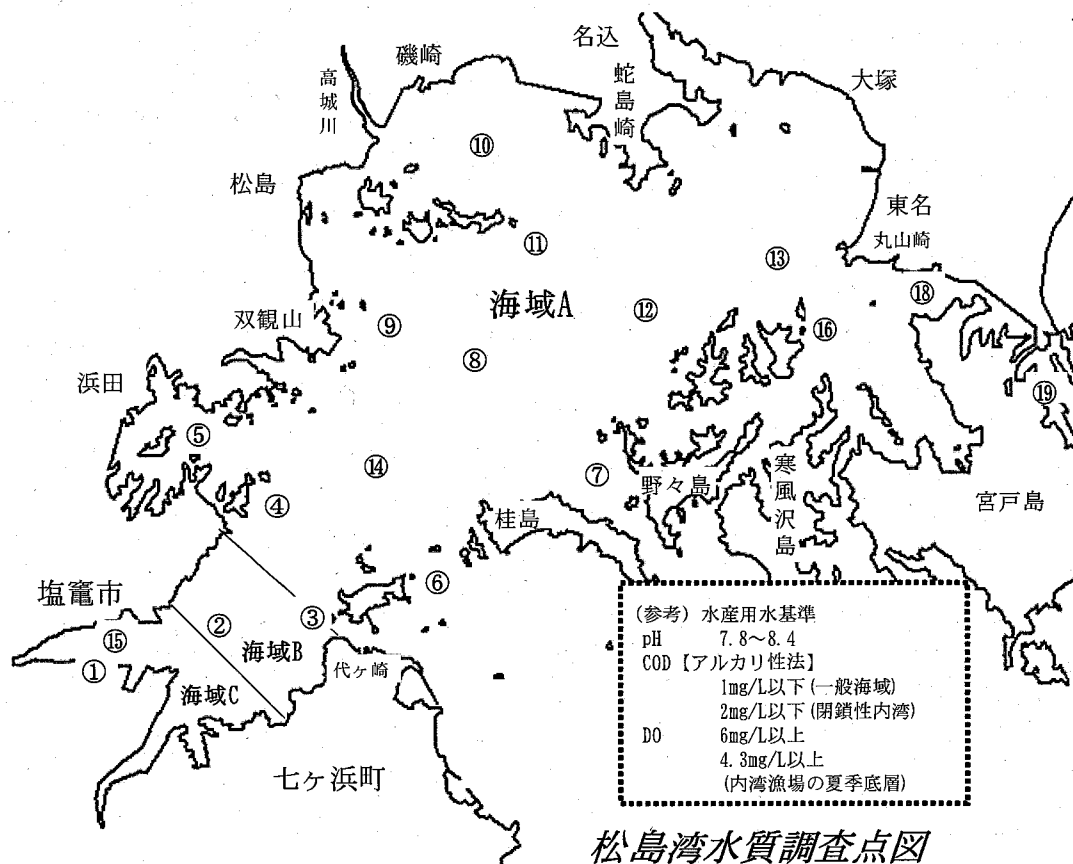 名込
磯崎
蛇島崎
大塚
高城川
⑩
松島
東名
丸山崎
⑪
⑬
⑱
海域A
⑫
双観山
⑨
⑯
⑧
浜田
⑲
⑤
⑭
⑦
野々島
寒風沢島
宮戸島
④
桂島
⑥
塩竈市
②
③
⑮
海域B
①
代ヶ崎
海域C
七ヶ浜町
(参考) 水産用水基準
pH 7.8～8.4
COD【アルカリ性法】
1mg/L以下(一般海域)
2mg/L以下(閉鎖性内湾)
DO 6mg/L以上
4.3mg/L以上
(内湾漁場の夏季底層)
松島湾水質調査点図